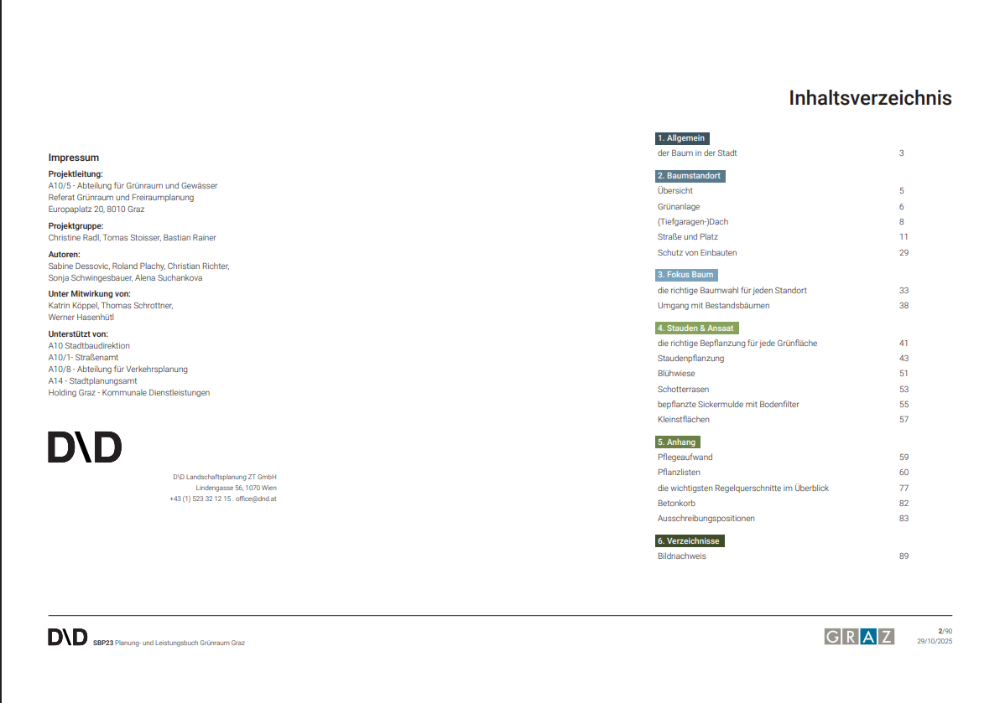 Inhaltsverzeichnis
Impressum
Projektleitung:
A10/5 - Abteilung für Grünraum und Gewässer
Referat Grünraum und Freiraumplanung
Europaplatz 20, 8010 Graz
Projektgruppe:
Christine Radl, Tomas Stoisser, Bastian Rainer
Autoren:
Sabine Dessovic, Roland Plachy, Christian Richter,
Sonja Schwingesbauer, Alena Suchankova
Unter Mitwirkung von:
Katrin Köppel, Thomas Schrottner,
Werner Hasenhütl
Unterstützt von:
A10 Stadtbaudirektion
A10/1- Straßenamt
A10/8 - Abteilung für Verkehrsplanung
A14 - Stadtplanungsamt
Holding Graz - Kommunale Dienstleistungen
D\D
D\D Landschaftsplanung ZT GmbH
Lindengasse 56, 1070 Wien
+43 (1) 523 32 12 15 . office@dnd.at
1. Allgemein
der Baum in der Stadt 3
2. Baumstandort
Übersicht 5
Grünanlage 6
(Tiefgaragen-)Dach 8
Straße und Platz 11
Schutz von Einbauten 29
3. Fokus Baum
die richtige Baumwahl für jeden Standort 33
Umgang mit Bestandsbäumen 38
4. Stauden & Ansaat
die richtige Bepflanzung für jede Grünfläche 41
Staudenpflanzung 43
Blühwiese 51
Schotterrasen 53
bepflanzte Sickermulde mit Bodenfilter 55
Kleinstflächen 57
5. Anhang
Pflegeaufwand 59
Pflanzlisten 60
die wichtigsten Regelquerschnitte im Überblick 77
Betonkorb 82
Ausschreibungspositionen 83
6. Verzeichnisse
Bildnachweis 89
D\D SBP23 Planung- und Leistungsbuch Grünraum Graz
GRAZ
2/90
29/10/2025